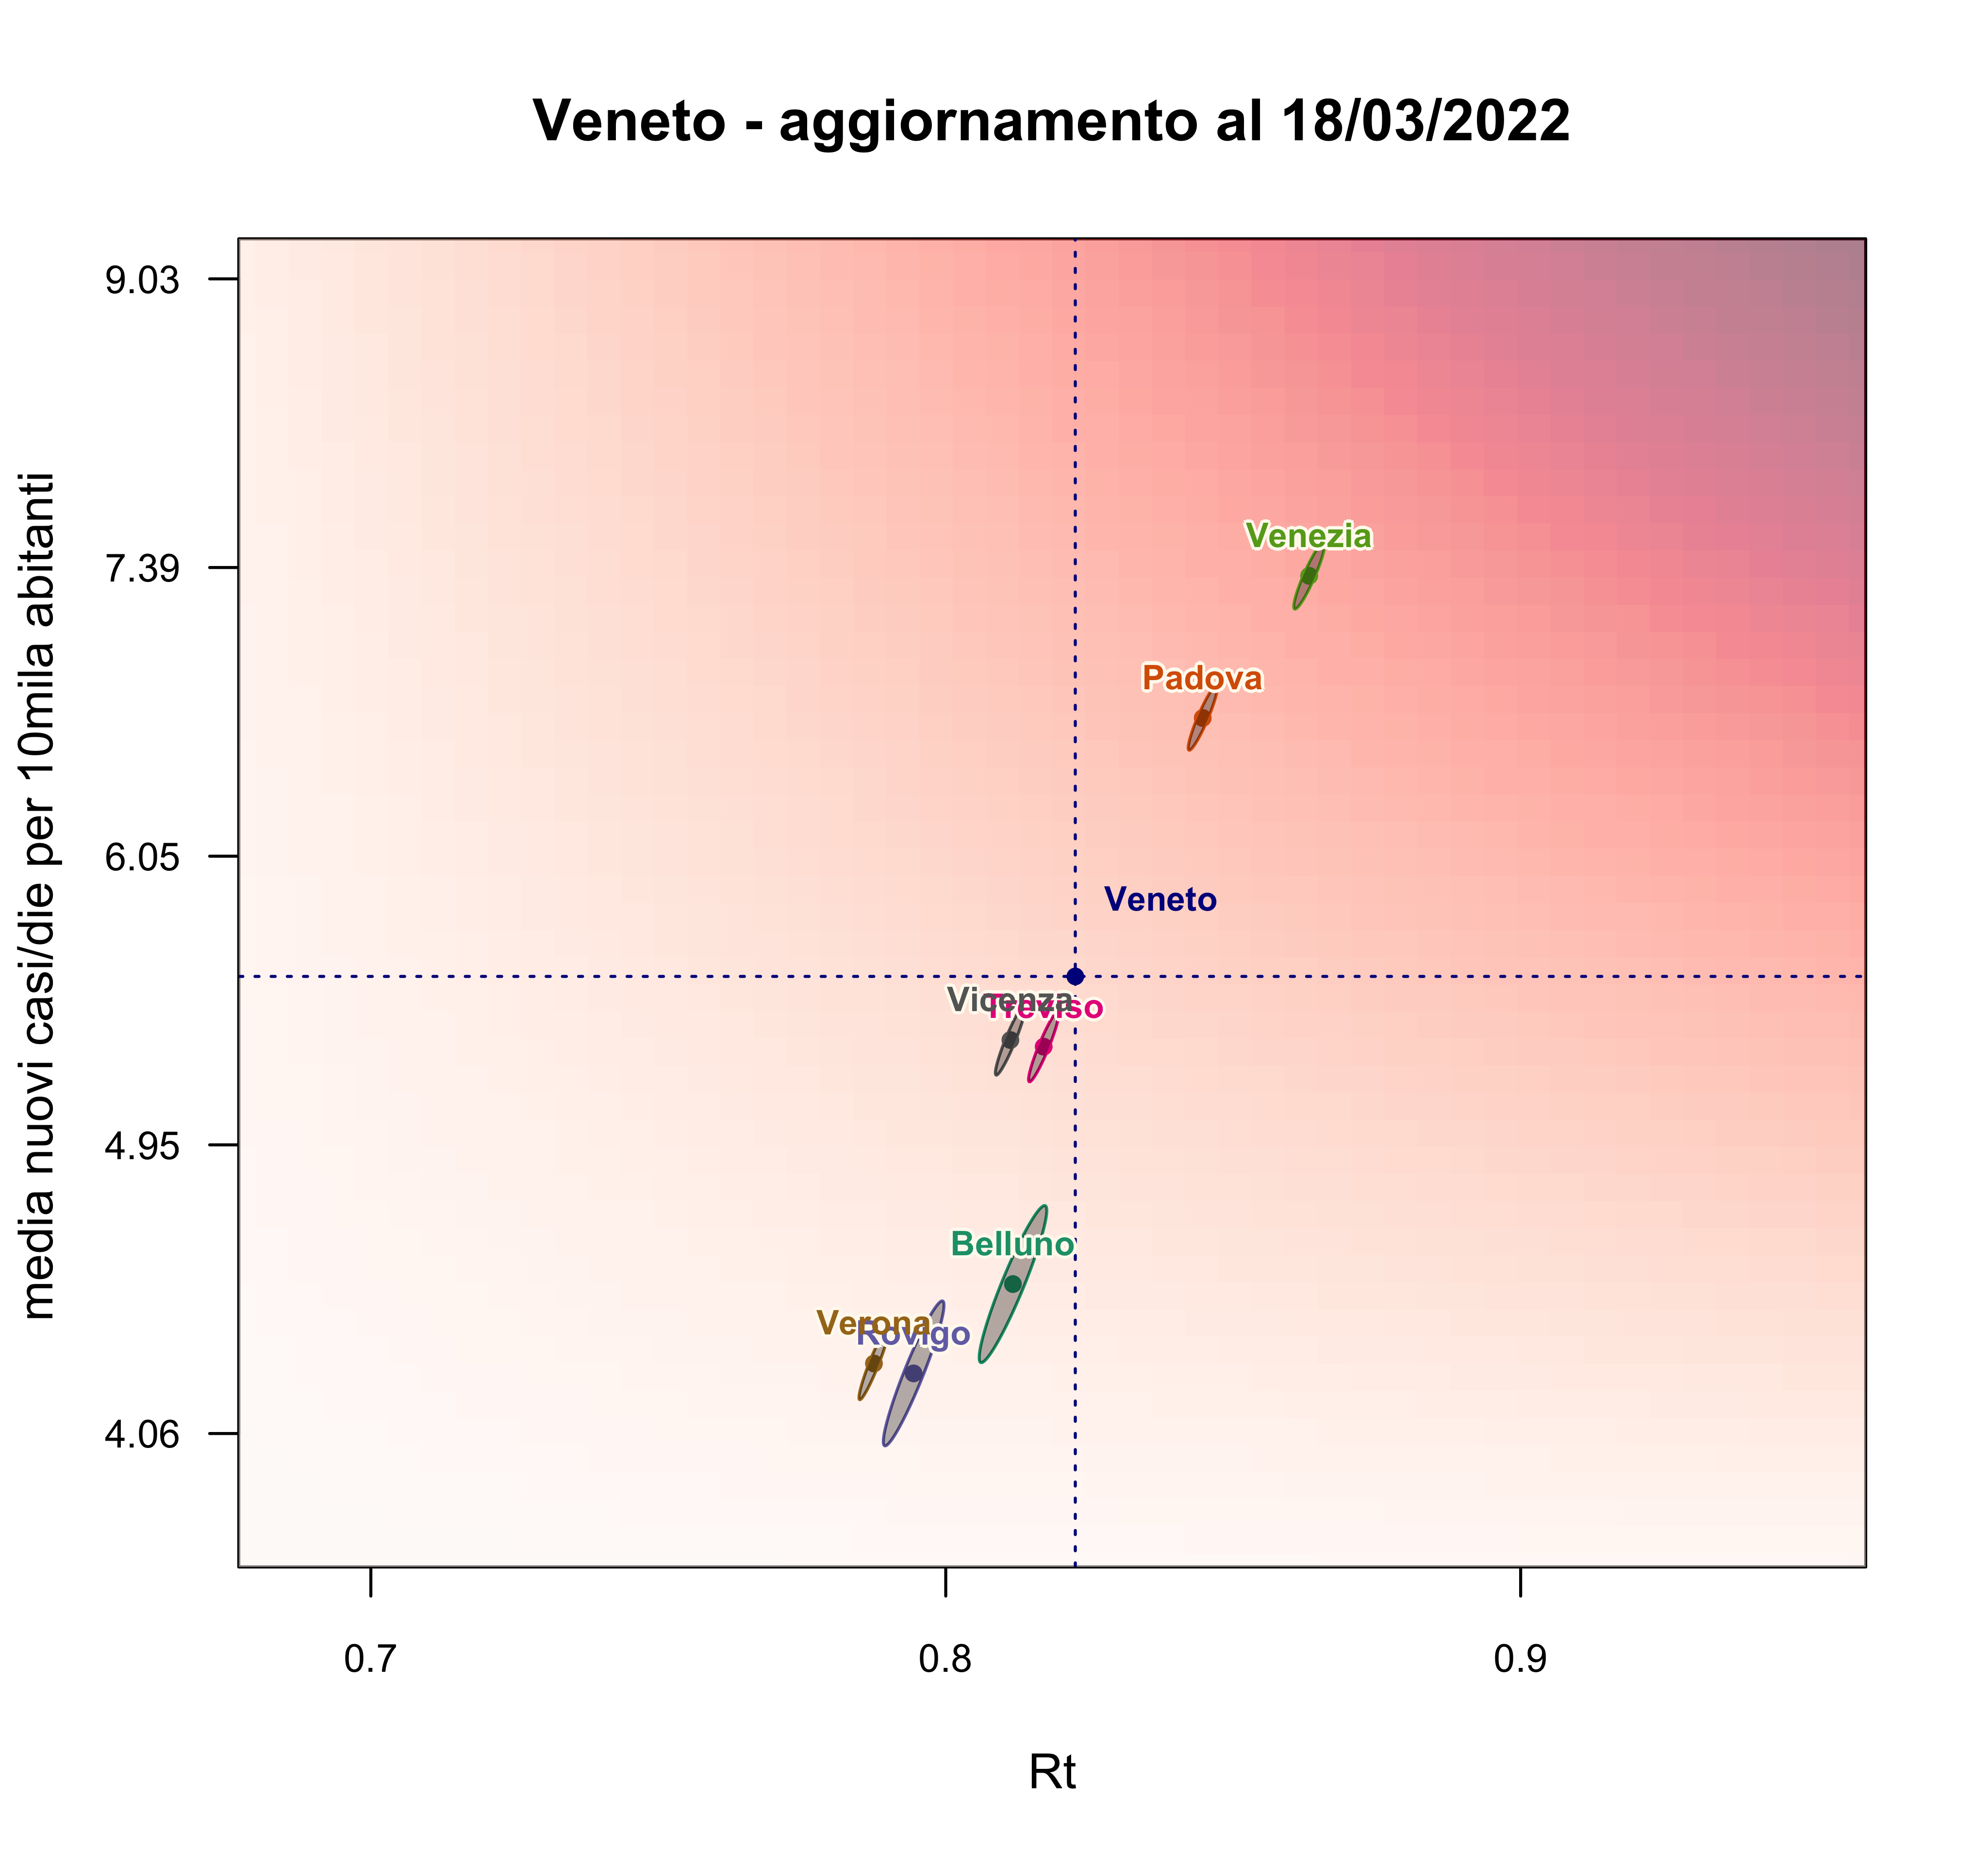 Veneto - aggiornamento al 18/03/2022
media nuovi casi/die per 10mila abitanti
9.03
7.39
6.05
4.95
4.06
Venezia
Padova
Veneto
Vicenza
Treviso
Belluno
Verona
Rovigo
0.7
0.8
0.9
Rt